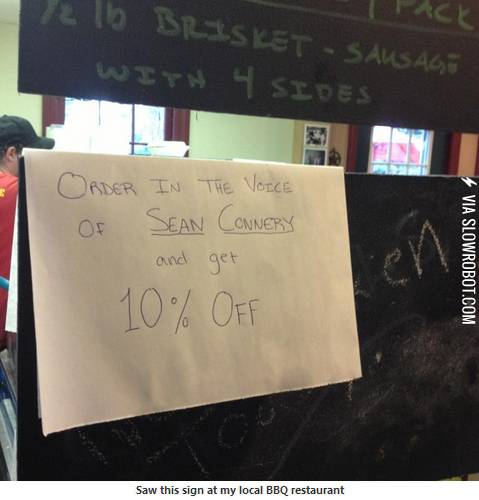 PACK
1/2 lb BRISKET - SAUSAGE
WITH 4 SIDES
ORDER IN THE VOICE
OF SEAN CONNERY
and get
10% OFF
VIA SLOWROBOT.COM
Saw this sign at my local BBQ restaurant